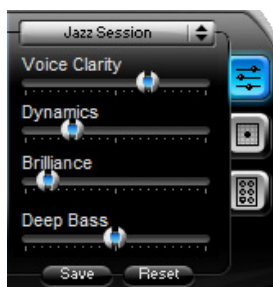 Jazz Session
Voice Clarity
Dynamics
Brilliance
Deep Bass
Save Reset